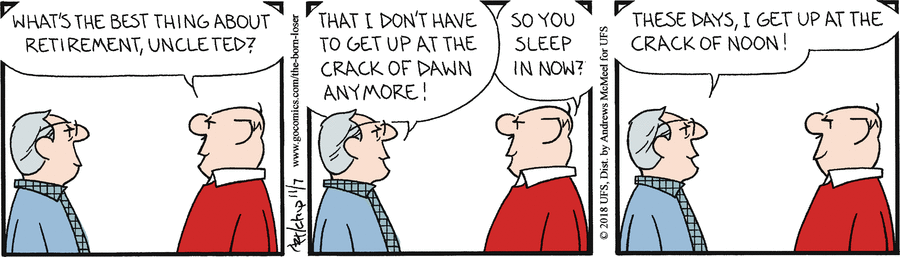 WHAT'S THE BEST THING ABOUT
RETIREMENT, UNCLE TED?
www.gocomics.com/the-born-loser
11/7
THAT I DON'T HAVE
TO GET UP AT THE
CRACK OF DAWN
ANYMORE!
SO YOU
SLEEP
IN NOW?
© 2018 UFS, Dist. by Andrews McMeel for UFS
THESE DAYS, I GET UP AT THE
CRACK OF NOON!